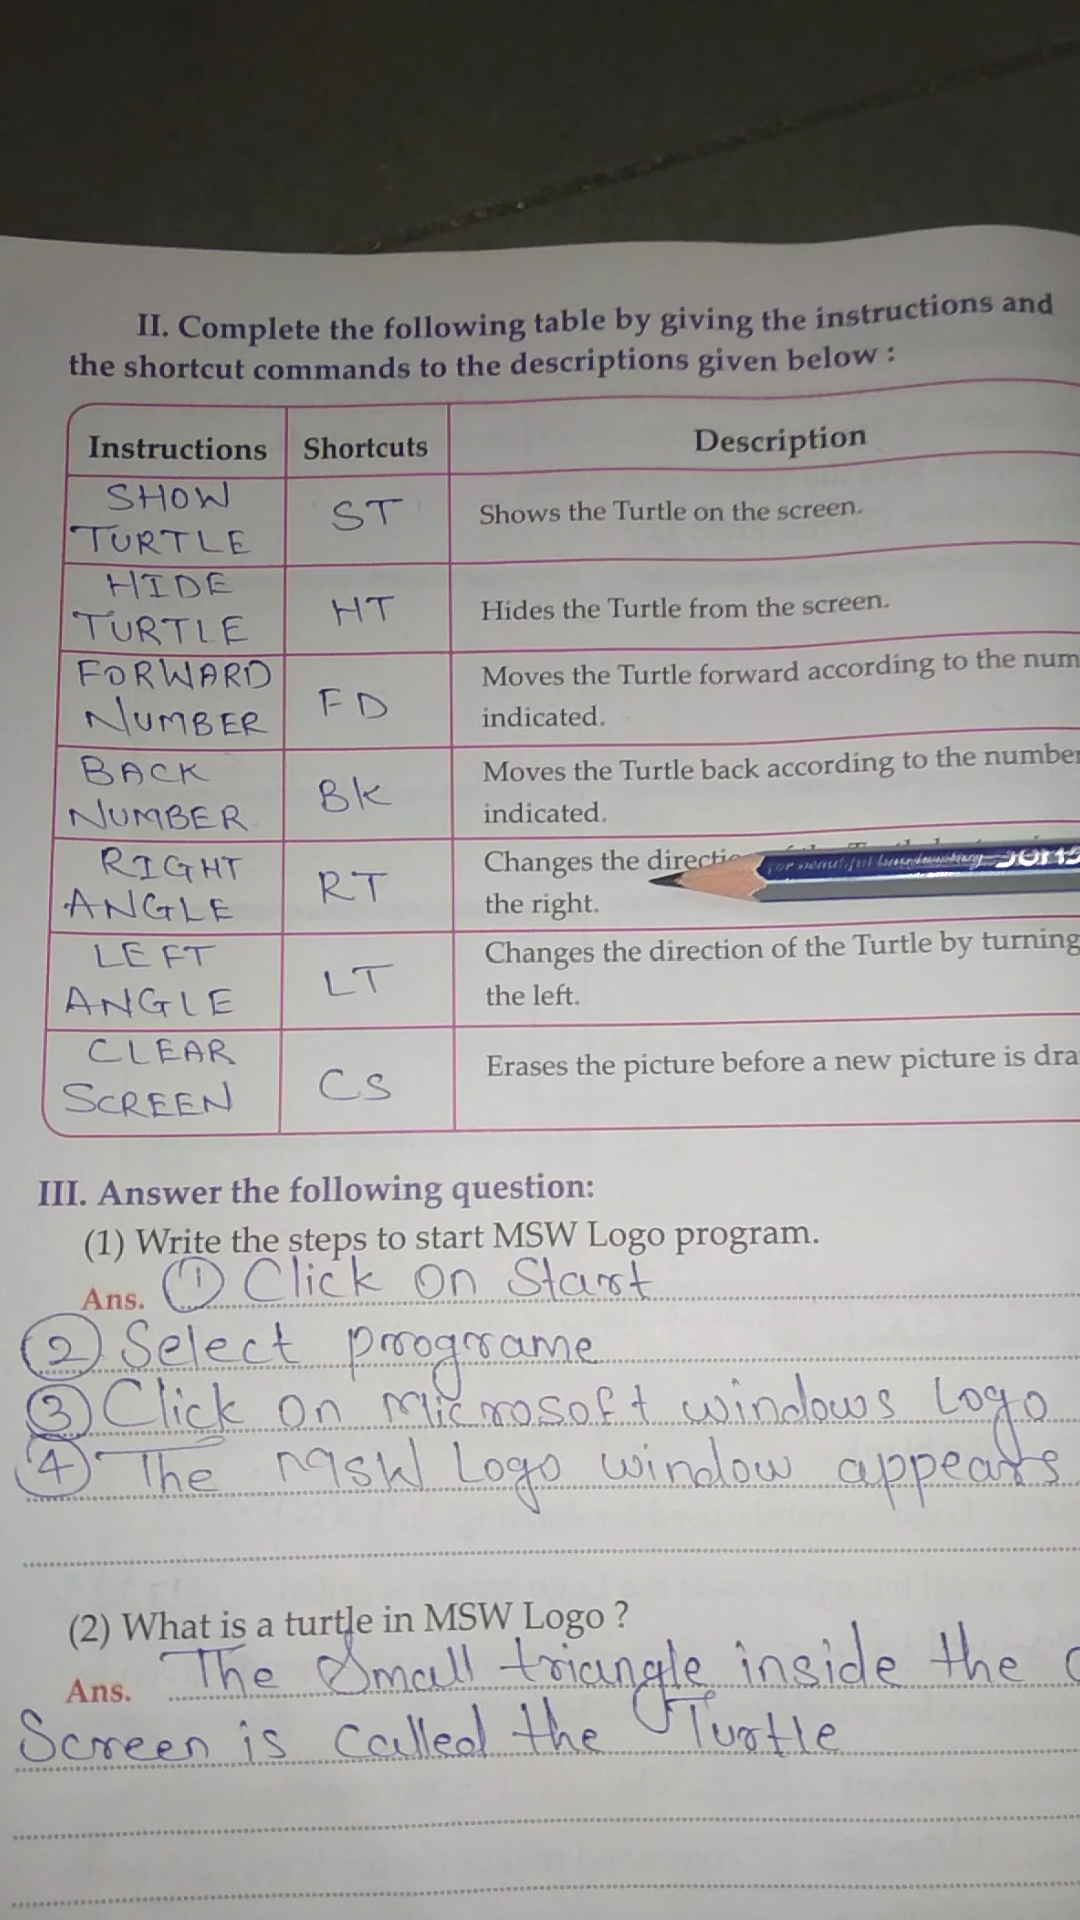 II. Complete the following table by giving the instructions and
the shortcut commands to the descriptions given below :
Instructions Shortcuts Description
SHOW
TURTLE ST Shows the Turtle on the screen.
HIDE
TURTLE HT Hides the Turtle from the screen.
FORWARD Moves the Turtle forward according to the num
NUMBER FD indicated.
BACK Moves the Turtle back according to the number
NUMBER BK indicated.
RIGHT Changes the directio
ANGLE RT the right.
LEFT Changes the direction of the Turtle by turning
ANGLE LT the left.
CLEAR
SCREEN CS Erases the picture before a new picture is dra
III. Answer the following question:
(1) Write the steps to start MSW Logo program.
Ans. ① Click on Start
② Select programe
③ Click on Microsoft windows Logo
④ The MSW Logo window appears
(2) What is a turtle in MSW Logo ?
Ans. The Small triangle inside the
Screen is called the Turtle